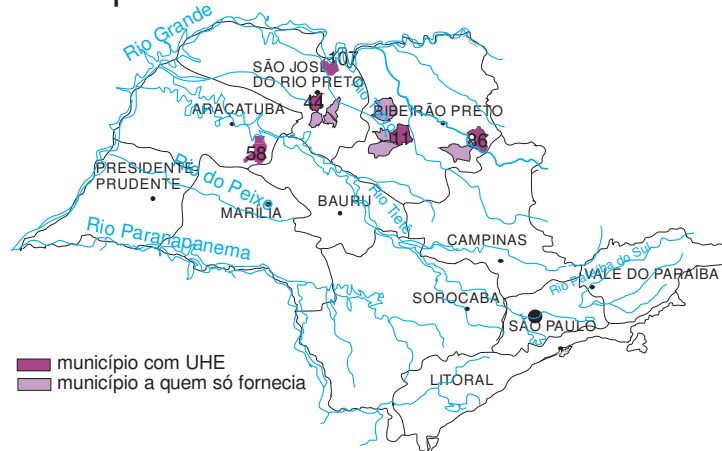 Rio Grande
107
SÃO JOSÉ
DO RIO PRETO
44
ARAÇATUBA
RIBEIRÃO PRETO
11
86
58
PRESIDENTE
PRUDENTE
Rio do Peixe
MARÍLIA
BAURU
Rio Tietê
Rio Paranapanema
CAMPINAS
Rio Paraíba do Sul
VALE DO PARAÍBA
SOROCABA
SÃO PAULO
LITORAL
município com UHE
município a quem só fornecia